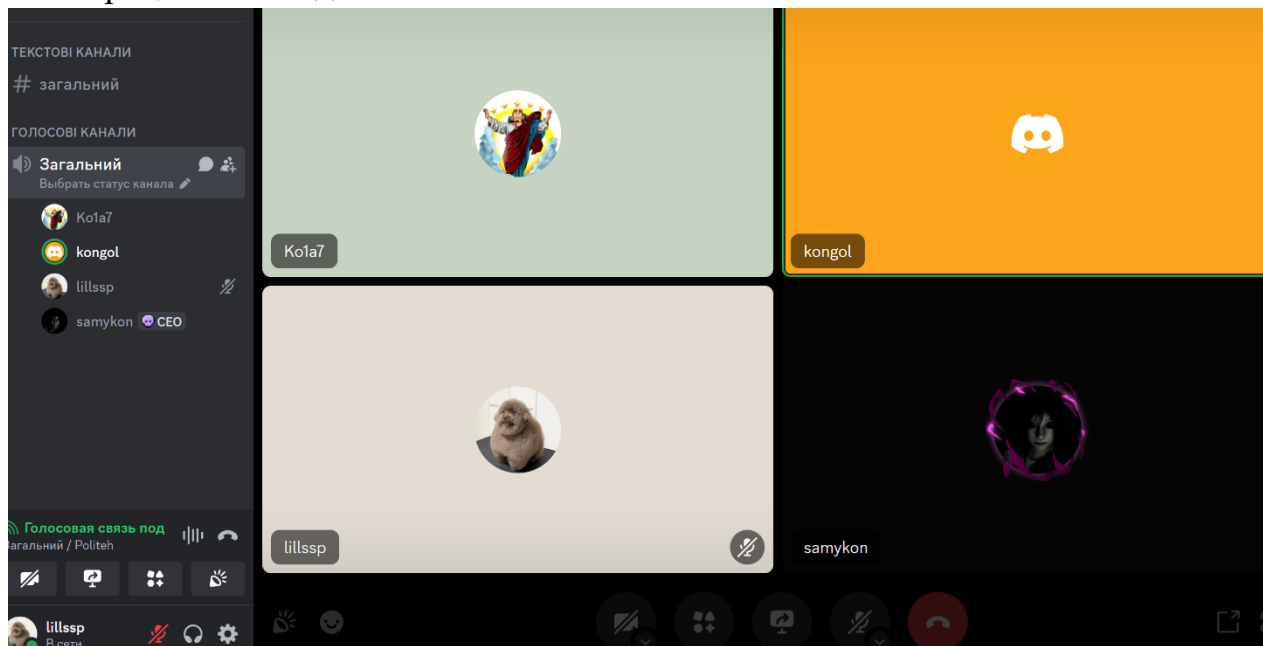 ТЕКСТОВІ КАНАЛИ
# загальний
ГОЛОСОВІ КАНАЛИ
Загальний
Выбрать статус канала
Ko1a7
kongol
lillssp
samykon CEO
Голосовая связь под
Загальний / Politeh
lillssp
В сети
Ko1a7
kongol
lillssp
samykon